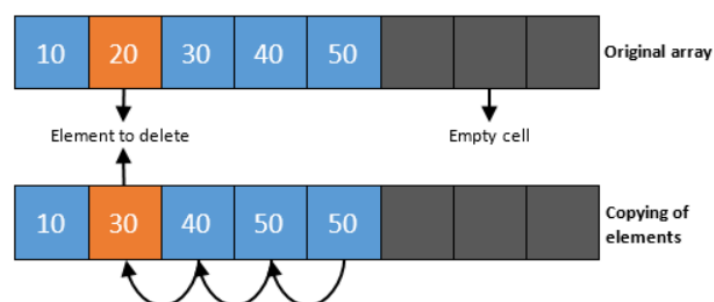 10 20 30 40 50 Original array
Element to delete Empty cell
10 30 40 50 50 Copying of
elements